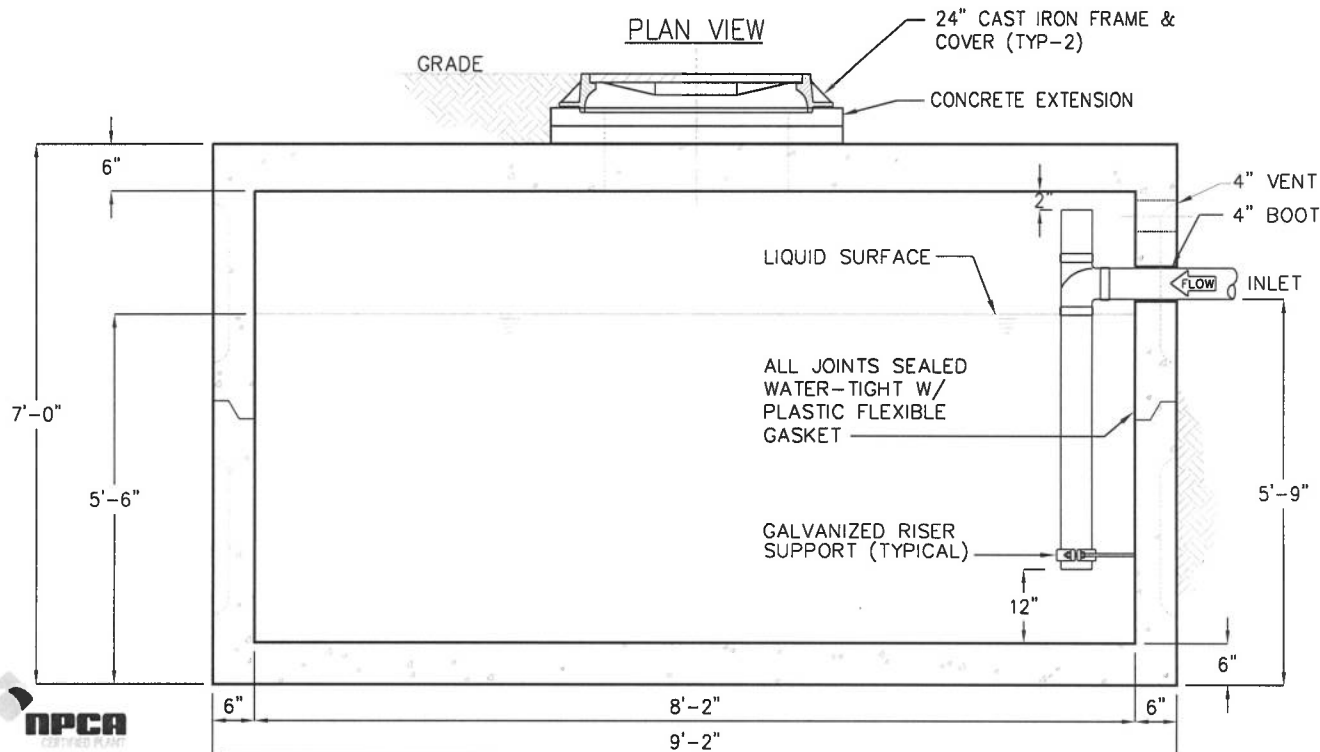 PLAN VIEW
24" CAST IRON FRAME &
COVER (TYP-2)
GRADE
CONCRETE EXTENSION
6"
2"
4" VENT
4" BOOT
LIQUID SURFACE
FLOW
INLET
ALL JOINTS SEALED
WATER-TIGHT W/
PLASTIC FLEXIBLE
GASKET
7'-0"
5'-6"
5'-9"
GALVANIZED RISER
SUPPORT (TYPICAL)
12"
6"
6"
8'-2"
6"
9'-2"
NPCA
CERTIFIED PLANT